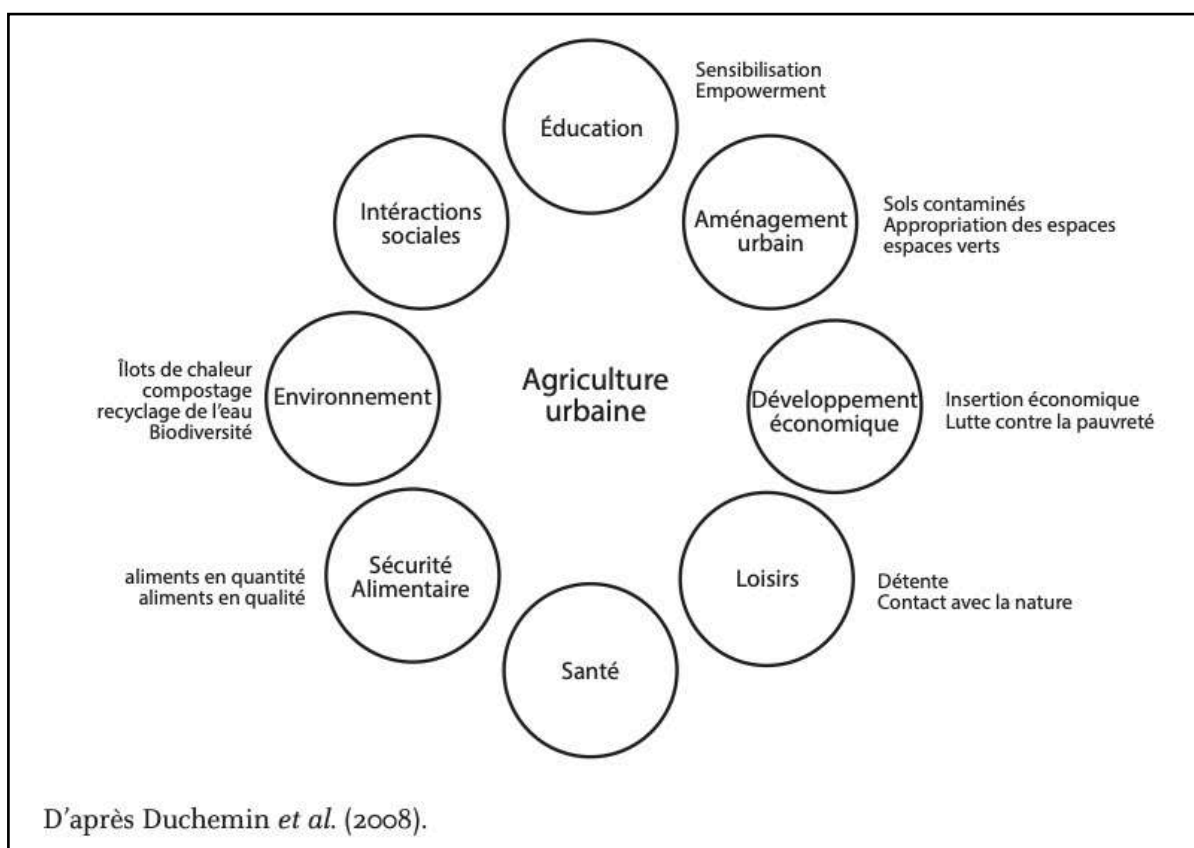 Sensibilisation
Empowerment
Éducation
Intéractions
sociales
Aménagement
urbain
Sols contaminés
Appropriation des espaces
espaces verts
Îlots de chaleur
compostage
recyclage de l'eau
Biodiversité
Environnement
Agriculture
urbaine
Développement
économique
Insertion économique
Lutte contre la pauvreté
aliments en quantité
aliments en qualité
Sécurité
Alimentaire
Loisirs
Détente
Contact avec la nature
Santé
D'après Duchemin et al. (2008).